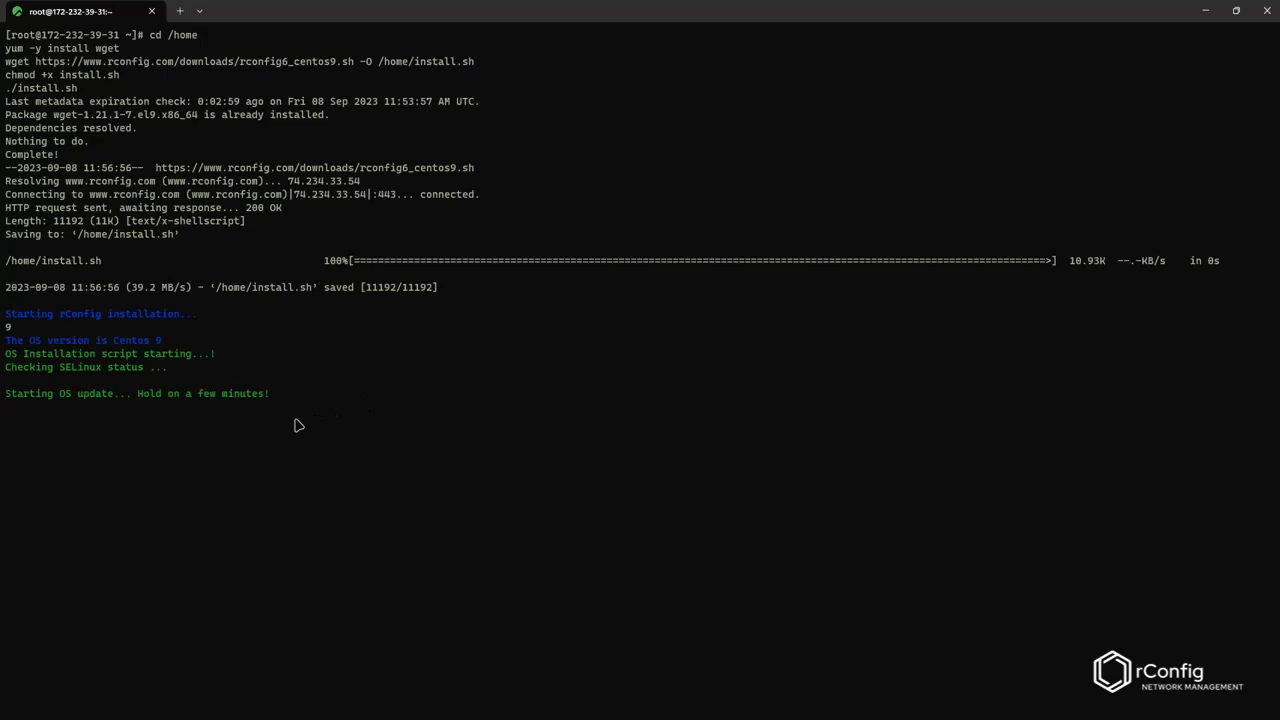 root@172-232-39-31:~
[root@172-232-39-31 ~]# cd /home
yum -y install wget
wget https://www.rconfig.com/downloads/rconfig6_centos9.sh -O /home/install.sh
chmod +x install.sh
./install.sh
Last metadata expiration check: 0:02:59 ago on Fri 08 Sep 2023 11:53:57 AM UTC.
Package wget-1.21.1-7.el9.x86_64 is already installed.
Dependencies resolved.
Nothing to do.
Complete!
--2023-09-08 11:56:56--  https://www.rconfig.com/downloads/rconfig6_centos9.sh
Resolving www.rconfig.com (www.rconfig.com)... 74.234.33.54
Connecting to www.rconfig.com (www.rconfig.com)|74.234.33.54|:443... connected.
HTTP request sent, awaiting response... 200 OK
Length: 11192 (11K) [text/x-shellscript]
Saving to: ‘/home/install.sh’
/home/install.sh 100%[===================================================================================================================>] 10.93K --.-KB/s in 0s
2023-09-08 11:56:56 (39.2 MB/s) - ‘/home/install.sh’ saved [11192/11192]
Starting rConfig installation...
9
The OS version is Centos 9
OS Installation script starting...!
Checking SELinux status ...
Starting OS update... Hold on a few minutes!
rConfig
NETWORK MANAGEMENT